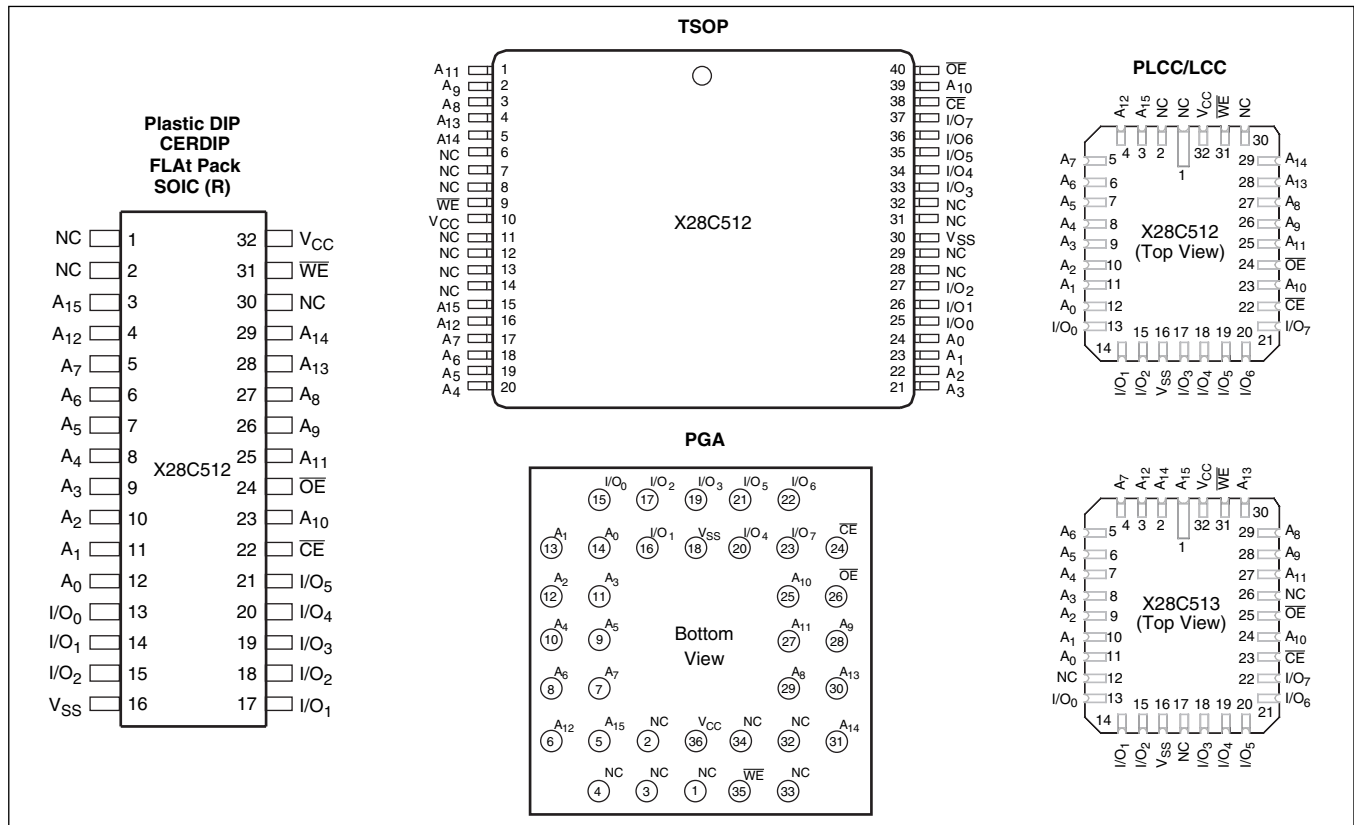 Plastic DIP
CERDIP
FLAt Pack
SOIC (R)
X28C512
NC 1 32 VCC
NC 2 31 WE
A15 3 30 NC
A12 4 29 A14
A7 5 28 A13
A6 6 27 A8
A5 7 26 A9
A4 8 25 A11
A3 9 24 OE
A2 10 23 A10
A1 11 22 CE
A0 12 21 I/O5
I/O0 13 20 I/O4
I/O1 14 19 I/O3
I/O2 15 18 I/O2
VSS 16 17 I/O1
TSOP
X28C512
A11 1 40 OE
A9 2 39 A10
A8 3 38 CE
A13 4 37 I/O7
A14 5 36 I/O6
NC 6 35 I/O5
NC 7 34 I/O4
NC 8 33 I/O3
WE 9 32 NC
VCC 10 31 NC
NC 11 30 VSS
NC 12 29 NC
NC 13 28 NC
NC 14 27 I/O2
A15 15 26 I/O1
A12 16 25 I/O0
A7 17 24 A0
A6 18 23 A1
A5 19 22 A2
A4 20 21 A3
PGA
I/O0 I/O2 I/O3 I/O5 I/O6
15 17 19 21 22
A1 A0 I/O1 VSS I/O4 I/O7 CE
13 14 16 18 20 23 24
A2 A3 A10 OE
12 11 25 26
A4 A5 A11 A9
10 9 27 28
Bottom
View
A6 A7 A8 A13
8 7 29 30
A12 A15 NC VCC NC NC A14
6 5 2 36 34 32 31
NC NC NC WE NC
4 3 1 35 33
PLCC/LCC
A12 A15 NC NC VCC WE NC
4 3 2 1 32 31 30
A7 5 29 A14
A6 6 28 A13
A5 7 27 A8
A4 8 26 A9
A3 9 25 A11
A2 10 24 OE
A1 11 23 A10
A0 12 22 CE
I/O0 13 21 I/O7
X28C512
(Top View)
14 15 16 17 18 19 20
I/O1 I/O2 VSS I/O3 I/O4 I/O5 I/O6
A7 A12 A14 A15 VCC WE A13
4 3 2 1 32 31 30
A6 5 29 A8
A5 6 28 A9
A4 7 27 A11
A3 8 26 NC
A2 9 25 OE
A1 10 24 A10
A0 11 23 CE
NC 12 22 I/O7
I/O0 13 21 I/O6
X28C513
(Top View)
14 15 16 17 18 19 20
I/O1 I/O2 VSS NC I/O3 I/O4 I/O5